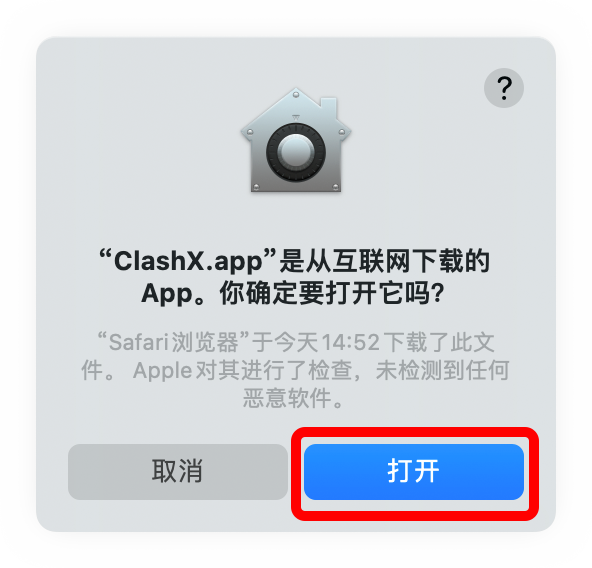 ?
“ClashX.app”是从互联网下载的
App。你确定要打开它吗？
“Safari浏览器”于今天14:52下载了此文
件。 Apple对其进行了检查，未检测到任何
恶意软件。
取消
打开